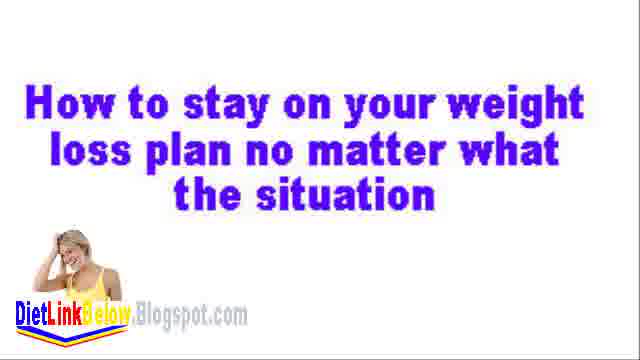 How to stay on your weight
loss plan no matter what
the situation
DietLinkBelow.Blogspot.com